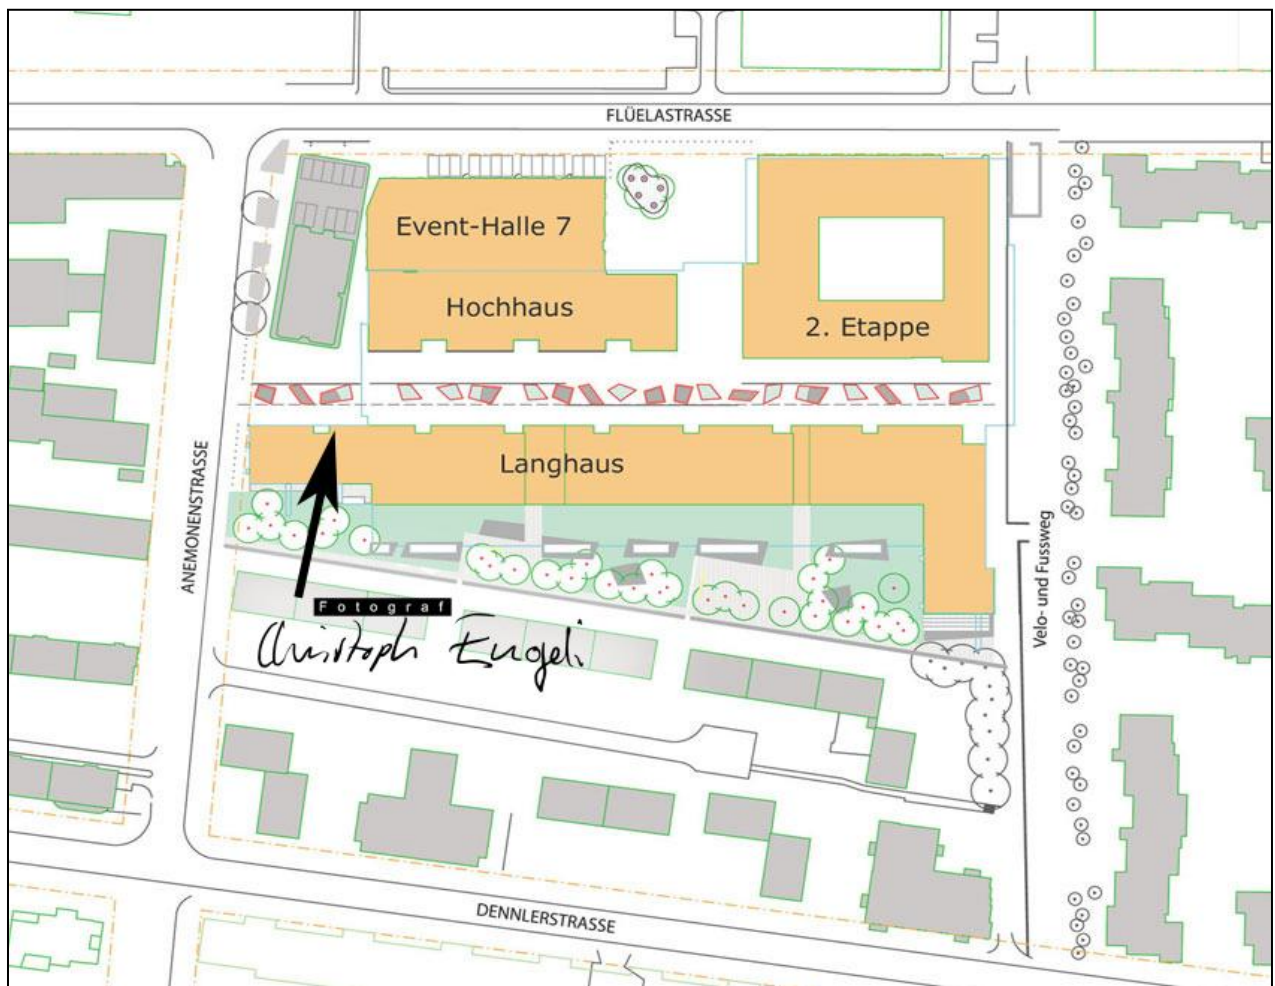 FLÜELASTRASSE
Event-Halle 7
Hochhaus
2. Etappe
Langhaus
ANEMONENSTRASSE
Velo- und Fussweg
Fotograf
Christoph Engeli
DENNLERSTRASSE